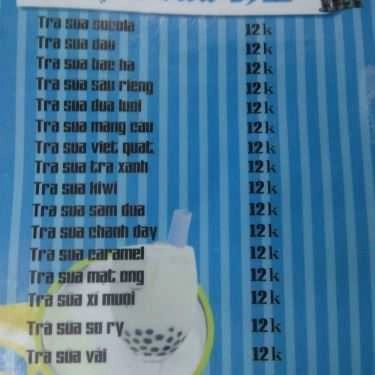 Tra sua socola 12k
Tra sua dau 12k
Tra sua bac ha 12k
Tra sua sau rieng 12k
Tra sua dua luoi 12k
Tra sua mang cau 12k
Tra sua viet quat 12k
Tra sua tra xanh 12k
Tra sua kiwi 12k
Tra sua sam dua 12k
Tra sua chanh day 12k
Tra sua caramel 12k
Tra sua mat ong 12k
Tra sua xi muoi 12k
Tra sua so ry 12k
Tra sua vải 12k